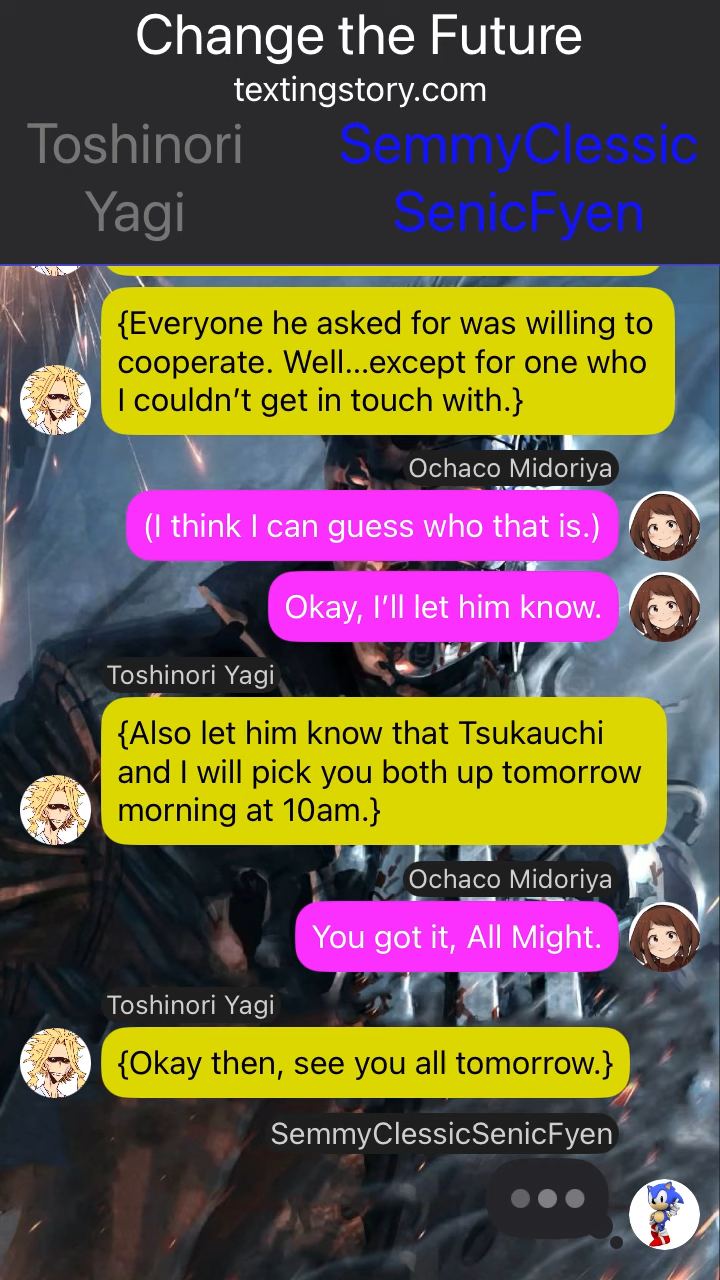 Change the Future
textingstory.com
Toshinori
Yagi
SemmyClessic
SenicFyen
{Everyone he asked for was willing to
cooperate. Well...except for one who
I couldn’t get in touch with.}
Ochaco Midoriya
(I think I can guess who that is.)
Okay, I’ll let him know.
Toshinori Yagi
{Also let him know that Tsukauchi
and I will pick you both up tomorrow
morning at 10am.}
Ochaco Midoriya
You got it, All Might.
Toshinori Yagi
{Okay then, see you all tomorrow.}
SemmyClessicSenicFyen